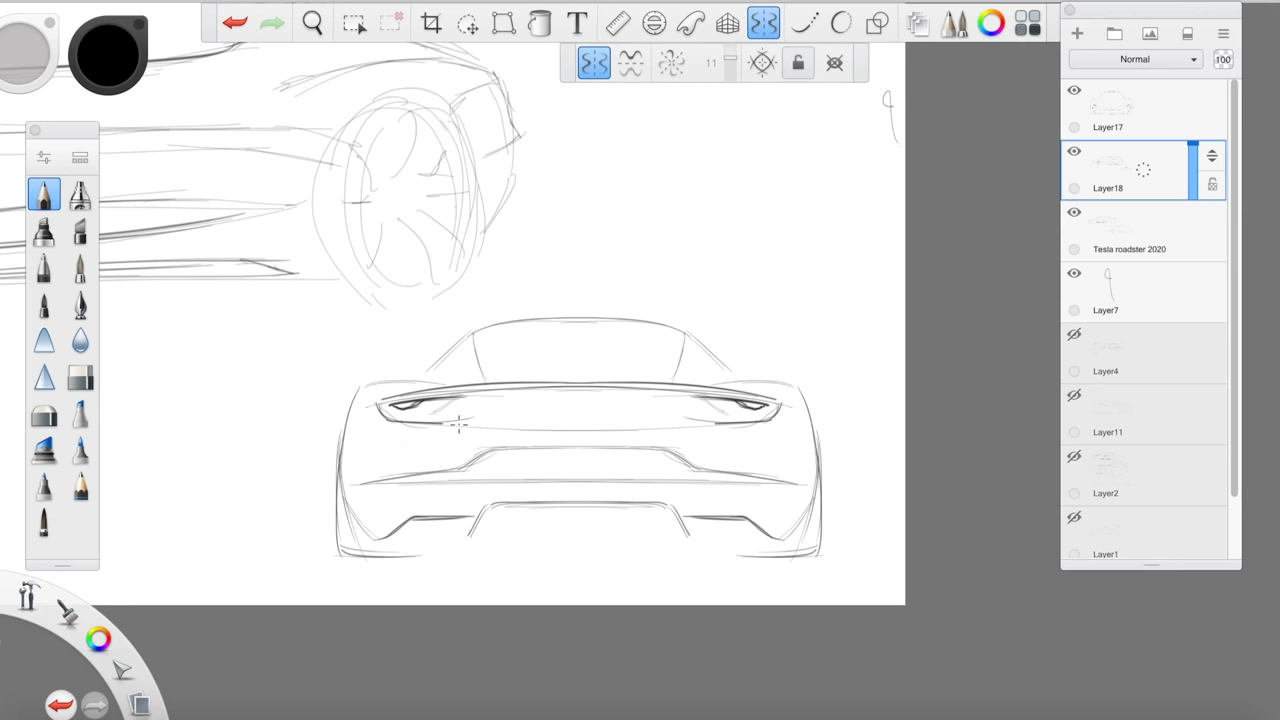 T
11
Normal
100
Layer17
Layer18
Tesla roadster 2020
Layer7
Layer4
Layer11
Layer2
Layer1